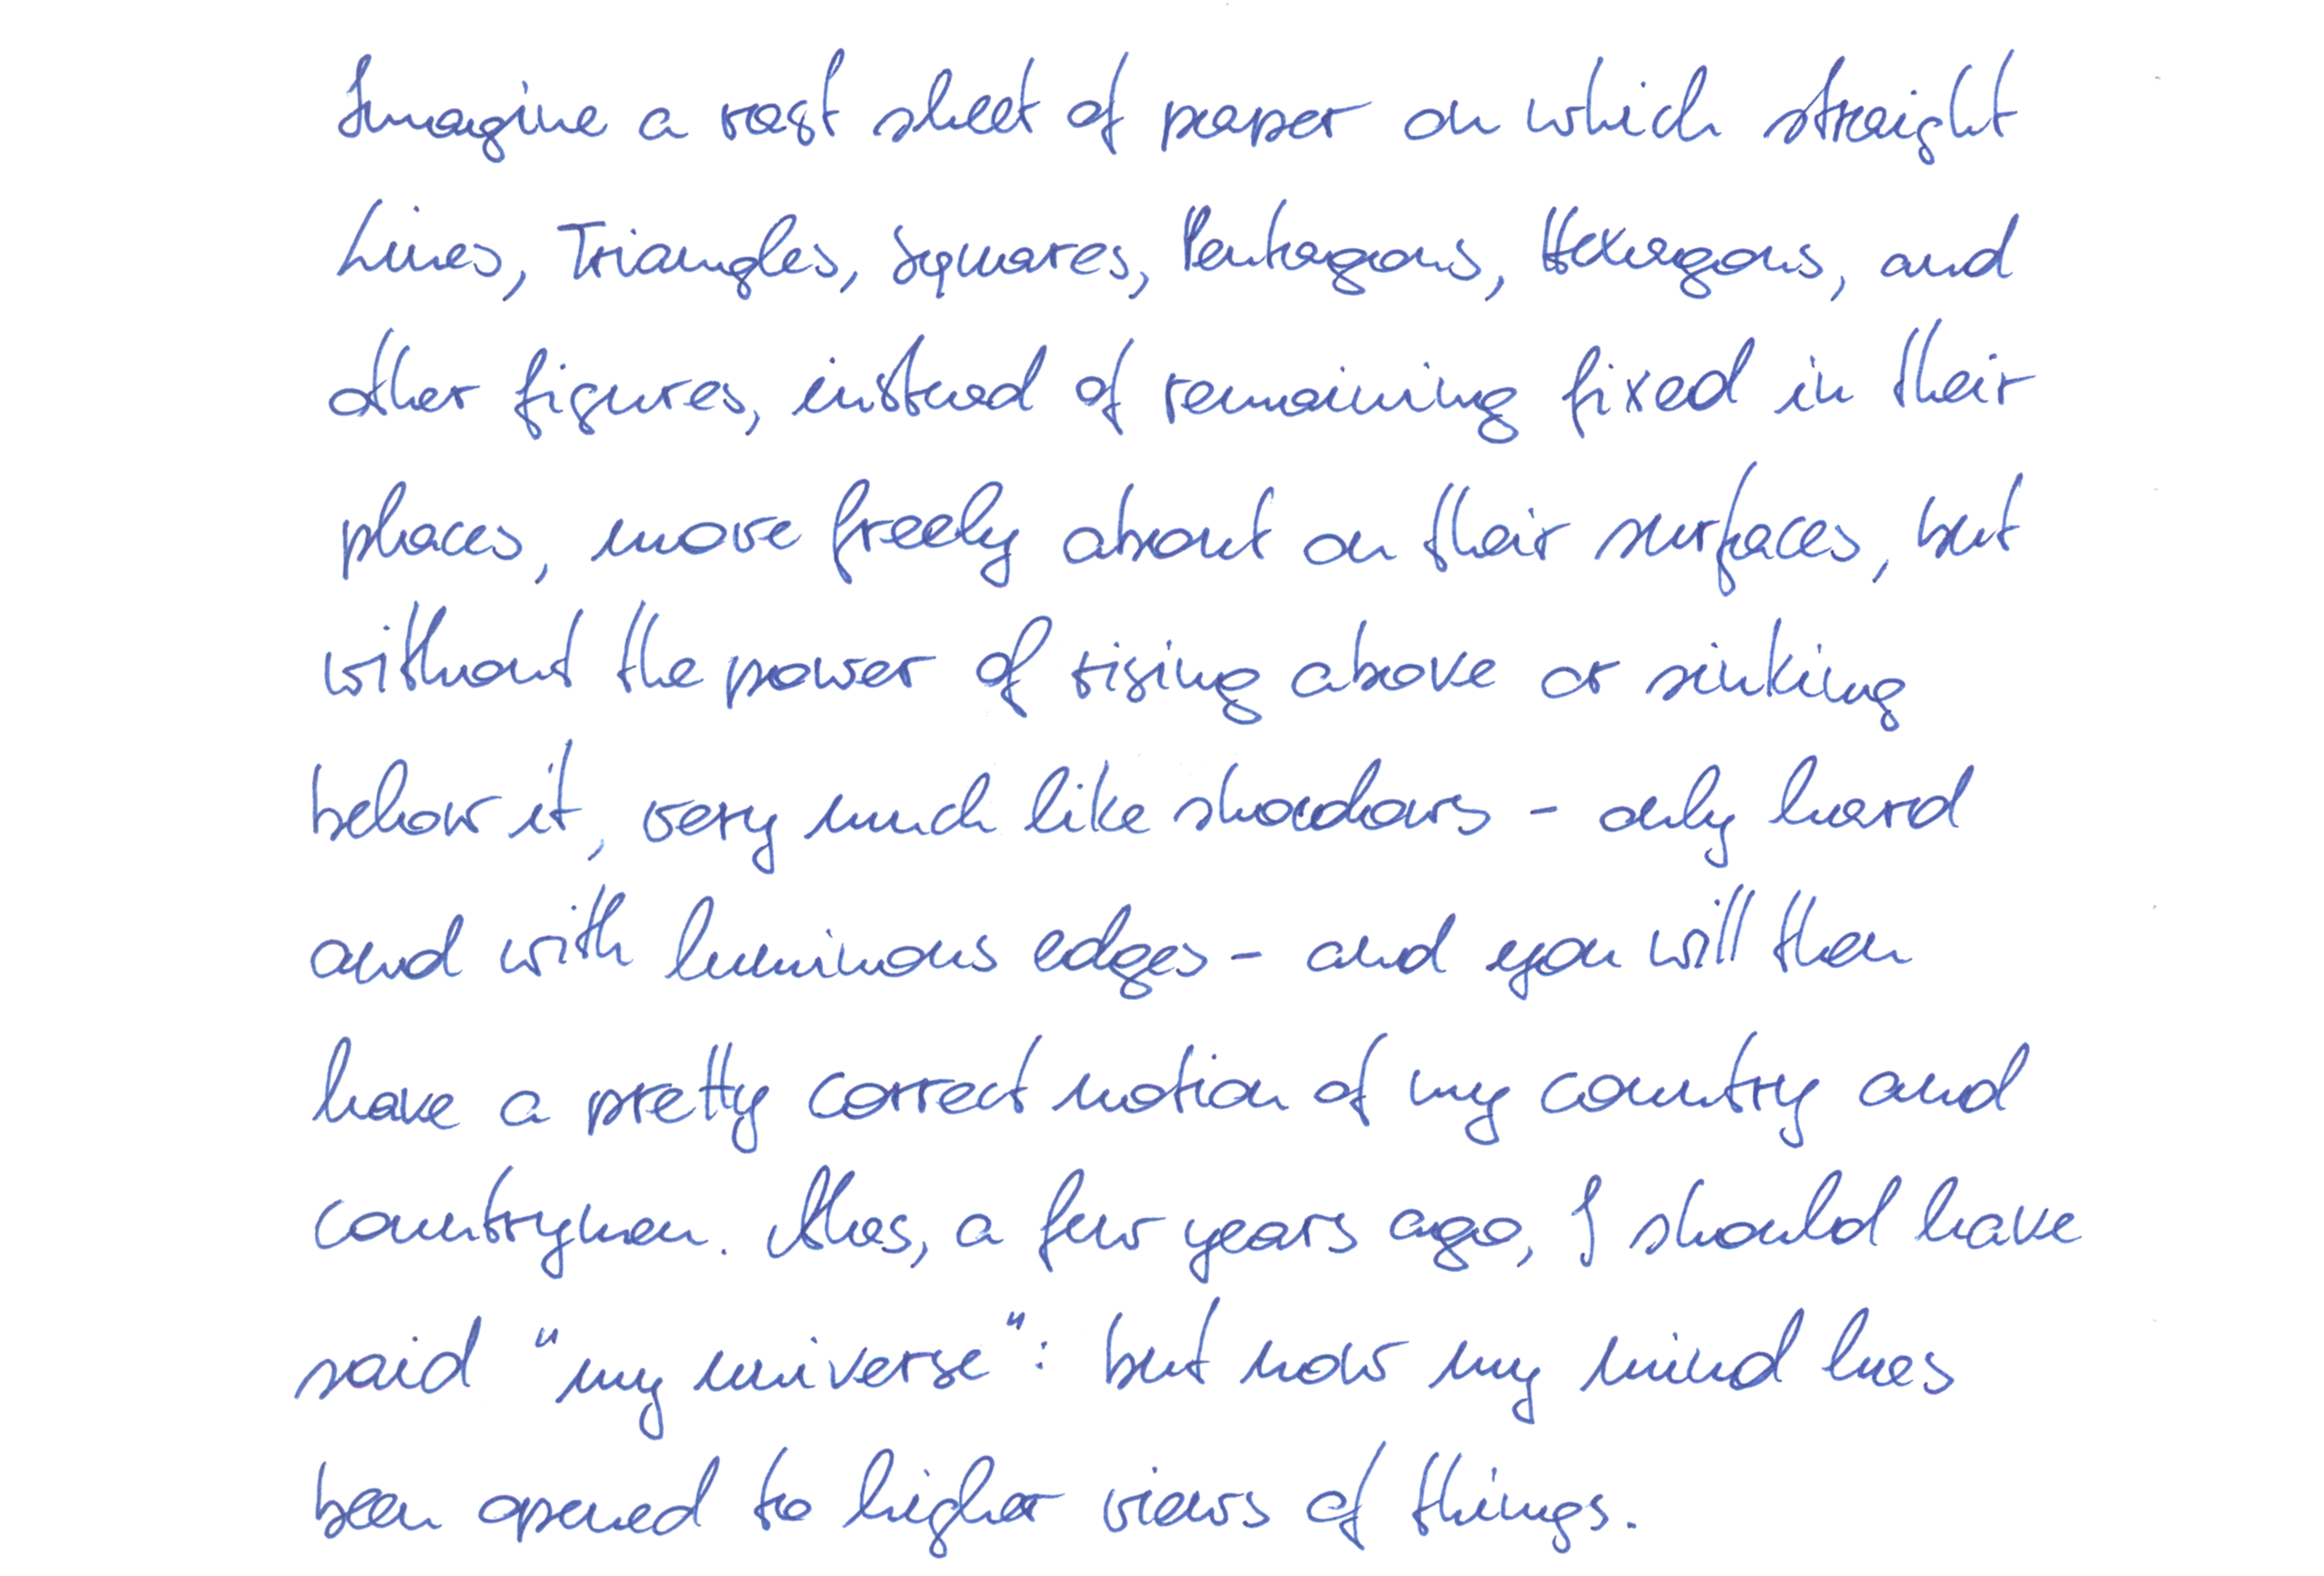 Imagine a vast sheet of paper on which straight
Lines, Triangles, Squares, Pentagons, Hexagons, and
other figures, instead of remaining fixed in their
places, move freely about on their surfaces, but
without the power of rising above or sinking
below it, very much like shadows - only hard
and with luminous edges - and you will then
have a pretty correct notion of my country and
countrymen. Alas, a few years ago, I should have
said "my universe": but now my mind has
been opened to higher views of things.